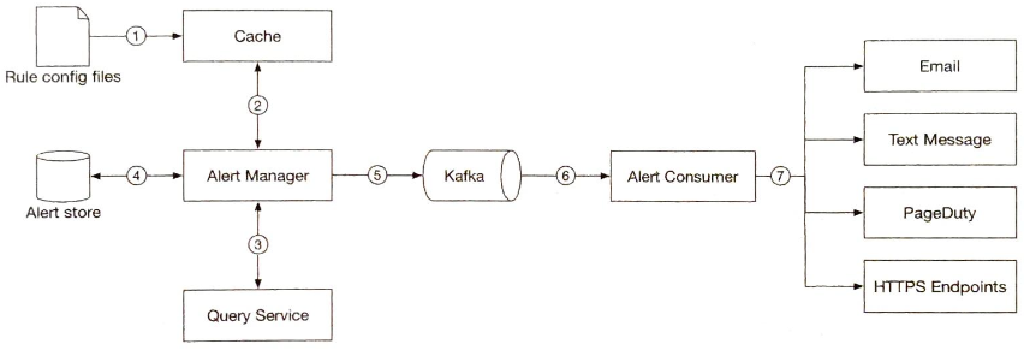 1
Cache
Rule config files
2
Email
Text Message
Alert store
4
Alert Manager
5
Kafka
6
Alert Consumer
7
PageDuty
3
Query Service
HTTPS Endpoints